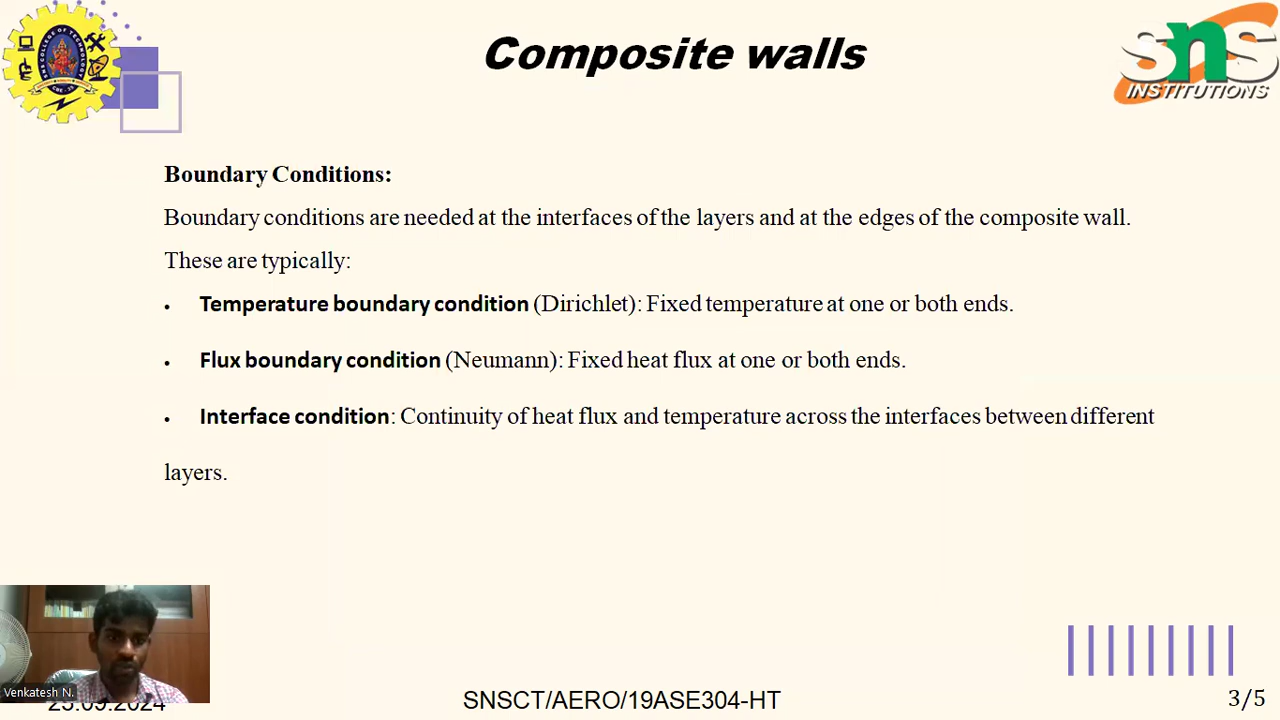 Composite walls
SNS
INSTITUTIONS
Boundary Conditions:
Boundary conditions are needed at the interfaces of the layers and at the edges of the composite wall.
These are typically:
• Temperature boundary condition (Dirichlet): Fixed temperature at one or both ends.
• Flux boundary condition (Neumann): Fixed heat flux at one or both ends.
• Interface condition: Continuity of heat flux and temperature across the interfaces between different
layers.
Venkatesh N.
23.09.2024
SNSCT/AERO/19ASE304-HT
3/5